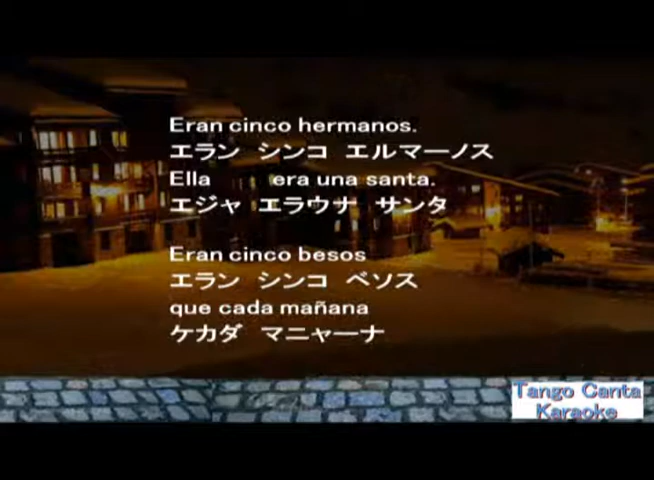 Eran cinco hermanos.
エラン　シンコ　エルマーノス
Ella　　era una santa.
エジャ　エラウナ　サンタ
Eran cinco besos
エラン　シンコ　ベソス
que cada mañana
ケカダ　マニャーナ
Tango Canta
Karaoke